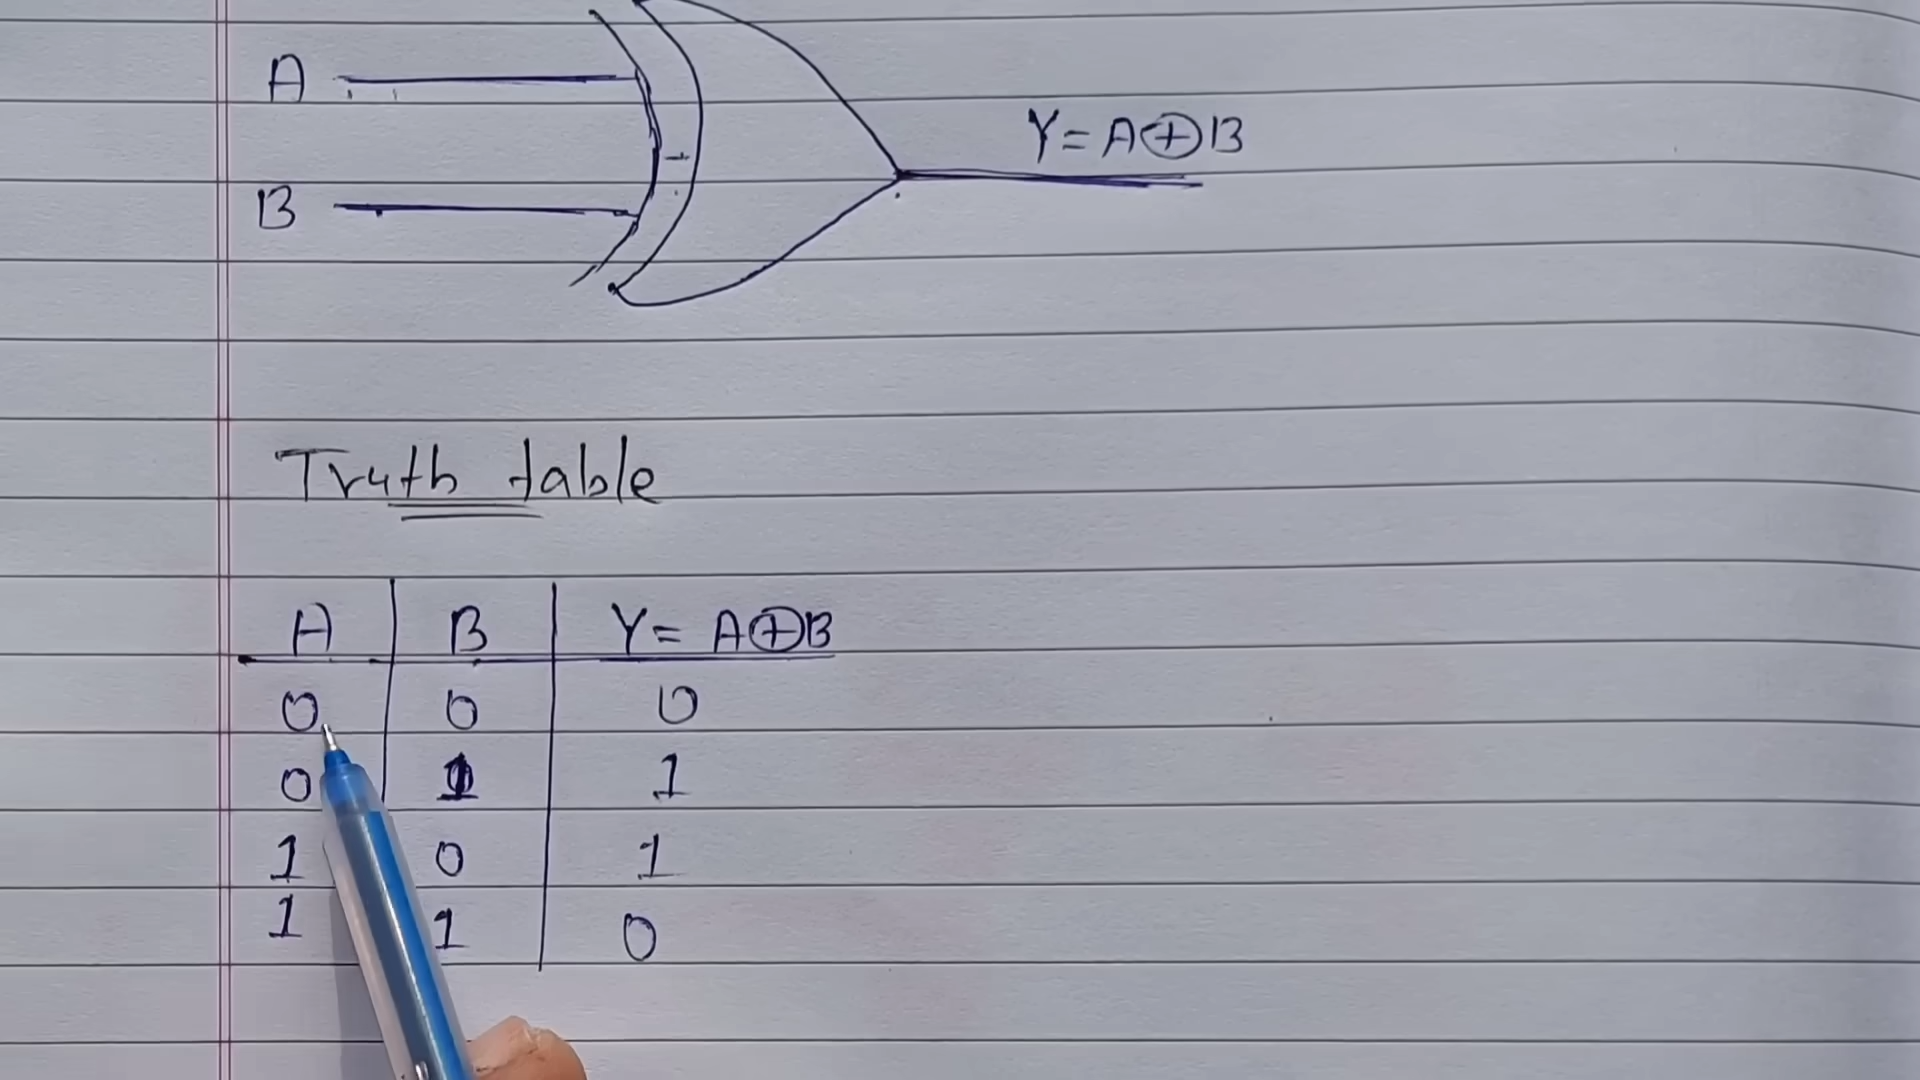 A
Y = A ⊕ B
B
Truth table
A B Y = A ⊕ B
0 0 0
0 1 1
1 0 1
1 1 0